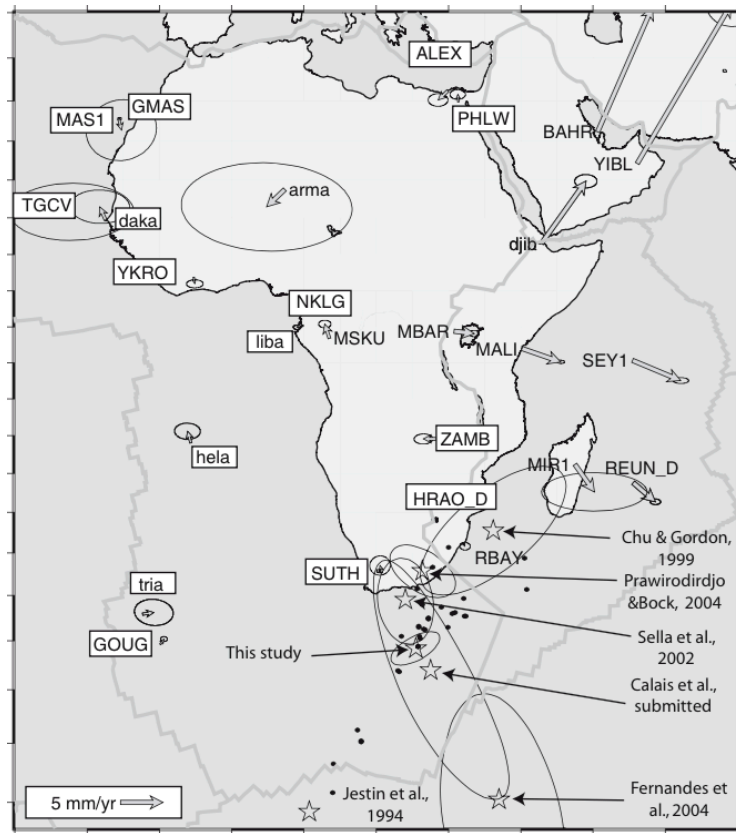 ALEX
GMAS
MAS1
PHLW
BAHR
YIBL
arma
TGCV
daka
djib
YKRO
NKLG
liba
MSKU
MBAR
MALI
SEY1
ZAMB
hela
MIR1
REUN_D
HRAO_D
Chu & Gordon,
1999
RBAY
SUTH
Prawirodirdjo
&Bock, 2004
tria
GOUG
Sella et al.,
2002
This study
Calais et al.,
submitted
5 mm/yr
Jestin et al.,
1994
Fernandes et
al., 2004